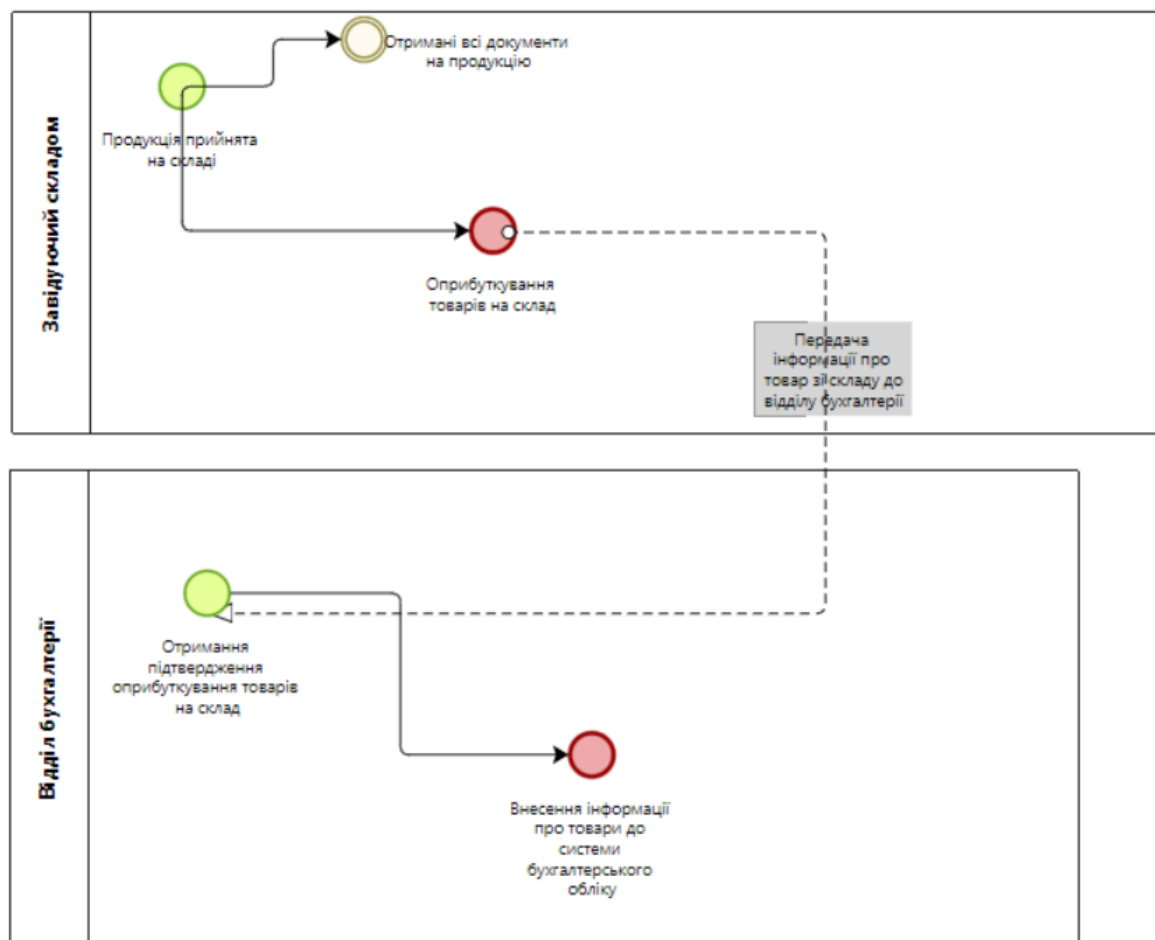 Завідуючий складом
Отримані всі документи
на продукцію
Продукція прийнята
на складі
Оприбуткування
товарів на склад
Передача
інформації про
товар зі складу до
відділу бухгалтерії
Відділ бухгалтерії
Отримання
підтвердження
оприбуткування товарів
на склад
Внесення інформації
про товари до
системи
бухгалтерського
обліку